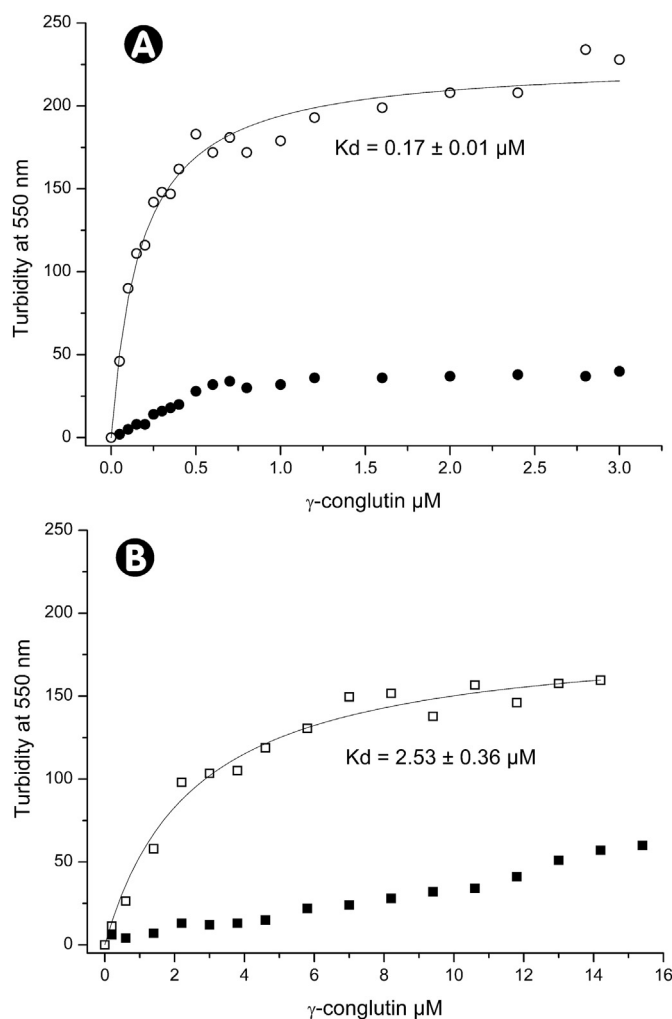 A
250
200
150
100
50
0
Turbidity at 550 nm
Kd = 0.17 ± 0.01 µM
0.0 0.5 1.0 1.5 2.0 2.5 3.0
γ-conglutin µM
B
250
200
150
100
50
0
Turbidity at 550 nm
Kd = 2.53 ± 0.36 µM
0 2 4 6 8 10 12 14 16
γ-conglutin µM